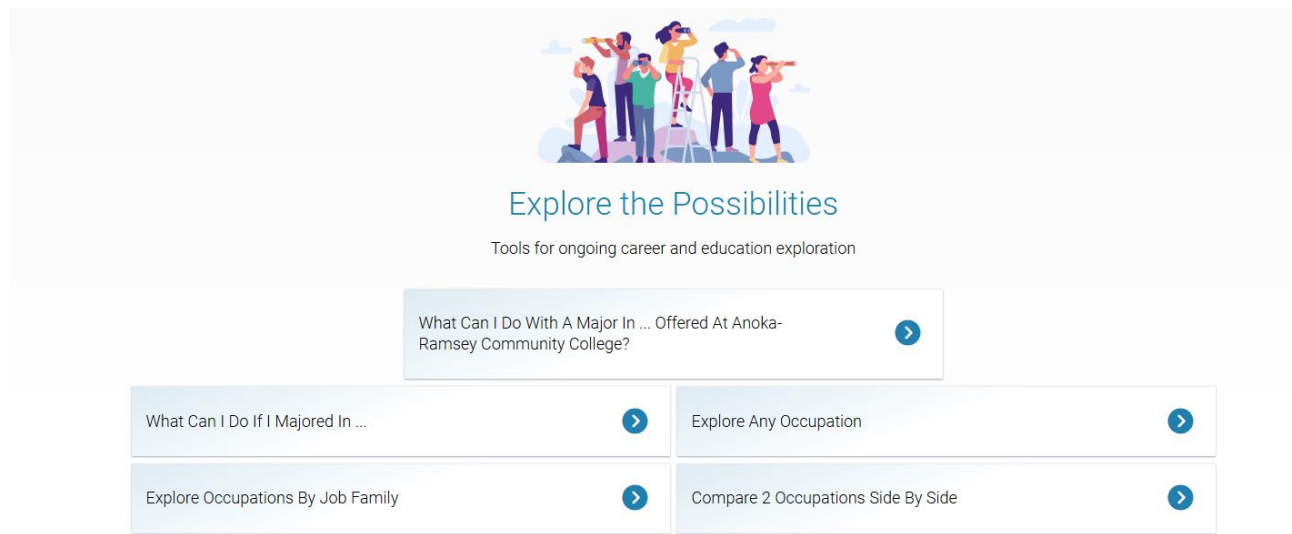 Explore the Possibilities
Tools for ongoing career and education exploration
What Can I Do With A Major In ... Offered At Anoka-
Ramsey Community College?
What Can I Do If I Majored In ...
Explore Any Occupation
Explore Occupations By Job Family
Compare 2 Occupations Side By Side